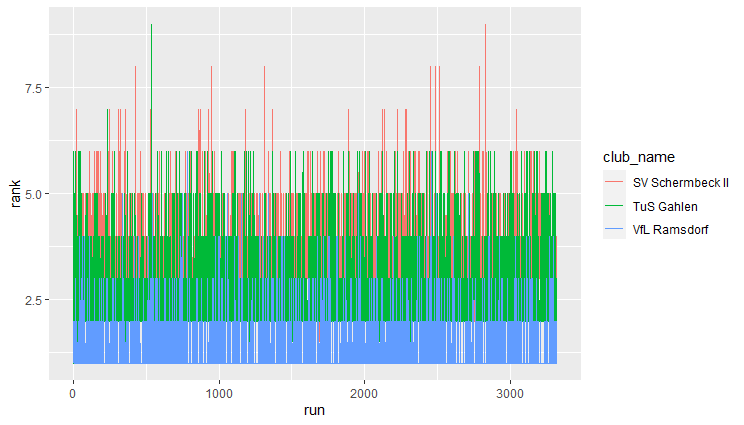 7.5
5.0
2.5
rank
0
1000
2000
3000
run
club_name
SV Schermbeck II
TuS Gahlen
VfL Ramsdorf